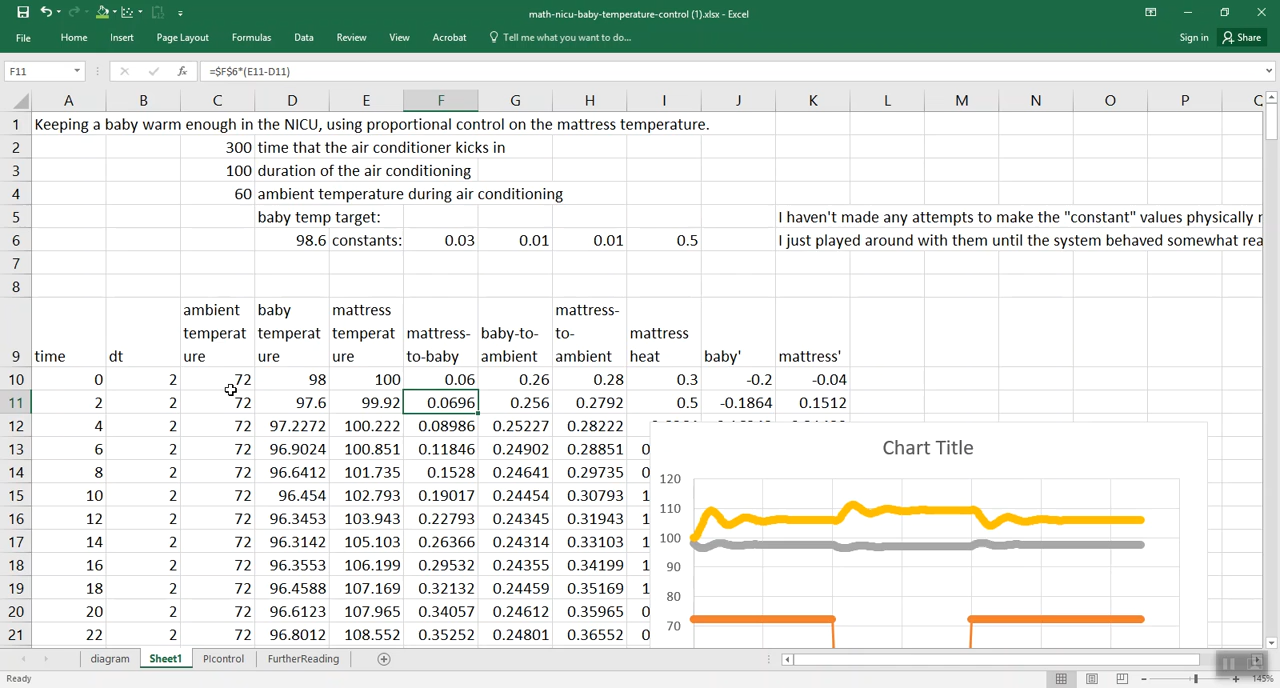 math-nicu-baby-temperature-control (1).xlsx - Excel
File Home Insert Page Layout Formulas Data Review View Acrobat Tell me what you want to do... Sign in Share
F11 fx =$F$6*(E11-D11)
A B C D E F G H I J K L M N O P
1 Keeping a baby warm enough in the NICU, using proportional control on the mattress temperature.
2 300 time that the air conditioner kicks in
3 100 duration of the air conditioning
4 60 ambient temperature during air conditioning
5 baby temp target: I haven't made any attempts to make the "constant" values physically
6 98.6 constants: 0.03 0.01 0.01 0.5 I just played around with them until the system behaved somewhat
7
8
9 time dt ambient temperat ure baby temperat ure mattress temperat ure mattress-to-baby baby-to-ambient mattress-to-ambient mattress heat baby' mattress'
10 0 2 72 98 100 0.06 0.26 0.28 0.3 -0.2 -0.04
11 2 2 72 97.6 99.92 0.0696 0.256 0.2792 0.5 -0.1864 0.1512
12 4 2 72 97.2272 100.222 0.08986 0.25227 0.28222
13 6 2 72 96.9024 100.851 0.11846 0.24902 0.28851
14 8 2 72 96.6412 101.735 0.1528 0.24641 0.29735
15 10 2 72 96.454 102.793 0.19017 0.24454 0.30793
16 12 2 72 96.3453 103.943 0.22793 0.24345 0.31943
17 14 2 72 96.3142 105.103 0.26366 0.24314 0.33103
18 16 2 72 96.3553 106.199 0.29532 0.24355 0.34199
19 18 2 72 96.4588 107.169 0.32132 0.24459 0.35169
20 20 2 72 96.6123 107.965 0.34057 0.24612 0.35965
21 22 2 72 96.8012 108.552 0.35252 0.24801 0.36552
Chart Title
120
110
100
90
80
70
diagram Sheet1 PIcontrol FurtherReading
Ready 145%